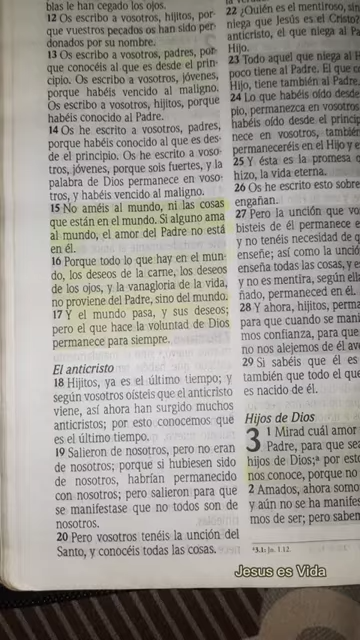 blas le han cegado los ojos.
12 Os escribo a vosotros, hijitos, por-
que vuestros pecados os han sido per-
donados por su nombre.
13 Os escribo a vosotros, padres, por-
que conocéis al que es desde el prin-
cipio. Os escribo a vosotros, jóvenes,
porque habéis vencido al maligno.
Os escribo a vosotros, hijitos, porque
habéis conocido al Padre.
14 Os he escrito a vosotros, padres,
porque habéis conocido al que es des-
de el principio. Os he escrito a voso-
tros, jóvenes, porque sois fuertes, y la
palabra de Dios permanece en voso-
tros, y habéis vencido al maligno.
15 No améis al mundo, ni las cosas
que están en el mundo. Si alguno ama
al mundo, el amor del Padre no está
en él.
16 Porque todo lo que hay en el mun-
do, los deseos de la carne, los deseos
de los ojos, y la vanagloria de la vida,
no proviene del Padre, sino del mundo.
17 Y el mundo pasa, y sus deseos;
pero el que hace la voluntad de Dios
permanece para siempre.
El anticristo
18 Hijitos, ya es el último tiempo; y
según vosotros oísteis que el anticristo
viene, así ahora han surgido muchos
anticristos; por esto conocemos que
es el último tiempo.
19 Salieron de nosotros, pero no eran
de nosotros; porque si hubiesen sido
de nosotros, habrían permanecido
con nosotros; pero salieron para que
se manifestase que no todos son de
nosotros.
20 Pero vosotros tenéis la unción del
Santo, y conocéis todas las cosas.
22 ¿Quién es el mentiroso, sin
niega que Jesús es el Cristo
anticristo, el que niega al Pa
Hijo.
23 Todo aquel que niega al H
poco tiene al Padre. El que co
Hijo, tiene también al Padre.
24 Lo que habéis oído desde
pio, permanezca en vosotros
habéis oído desde el princip
nece en vosotros, también
permaneceréis en el Hijo y e
25 Y ésta es la promesa q
hizo, la vida eterna.
26 Os he escrito esto sobre
engañan.
27 Pero la unción que vo
bisteis de él permanece e
y no tenéis necesidad de q
enseñe; así como la unció
enseña todas las cosas, y e
y no es mentira, según ella
ñado, permaneced en él.
28 Y ahora, hijitos, perma
para que cuando se mani
mos confianza, para que
no nos alejemos de él ave
29 Si sabéis que él es
también que todo el que
es nacido de él.
Hijos de Dios
3 1 Mirad cuál amor
Padre, para que sea
hijos de Dios;a por esto
nos conoce, porque no
2 Amados, ahora somo
y aún no se ha manifes
mos de ser; pero saben
a 3.1: Jn. 1.12.
Jesus es Vida